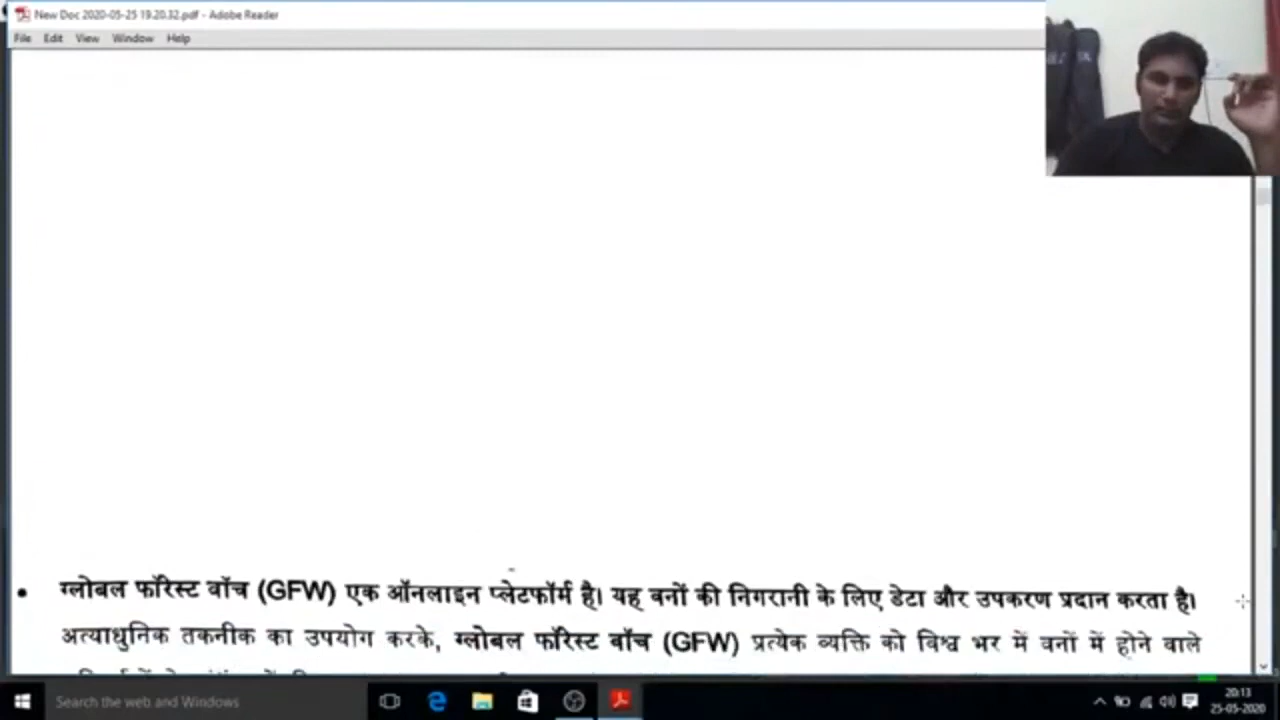 New Doc 2020-05-25 19.20.32.pdf - Adobe Reader
File Edit View Window Help
• ग्लोबल फॉरेस्ट वॉच (GFW) एक ऑनलाइन प्लेटफॉर्म है। यह वनों की निगरानी के लिए डेटा और उपकरण प्रदान करता है।
अत्याधुनिक तकनीक का उपयोग करके, ग्लोबल फॉरेस्ट वॉच (GFW) प्रत्येक व्यक्ति को विश्व भर में वनों में होने वाले
Search the web and Windows
20:13
25-05-2020